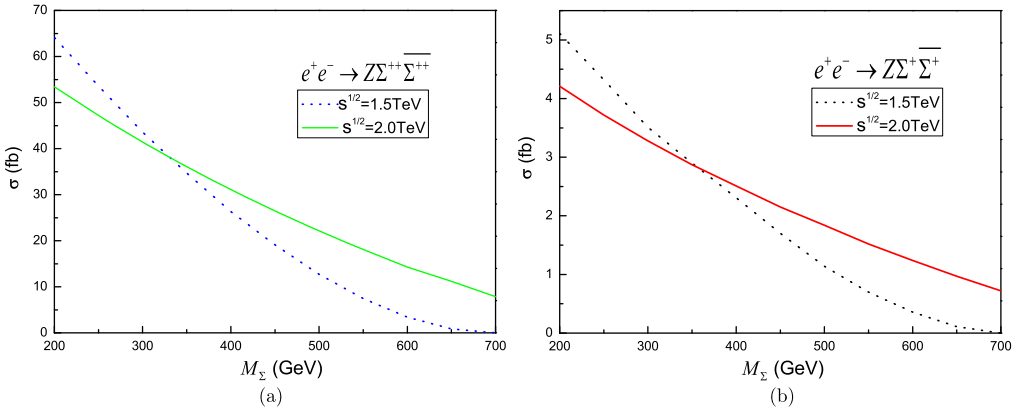 70
60
50
40
30
20
10
0
σ (fb)
e⁺e⁻→ZΣ⁺⁺Σ̅⁺̅⁺̅
s^{1/2}=1.5TeV
s^{1/2}=2.0TeV
200 300 400 500 600 700
M_Σ (GeV)
(a)
5
4
3
2
1
0
σ (fb)
e⁺e⁻→ZΣ⁺Σ̅⁺̅
s^{1/2}=1.5TeV
s^{1/2}=2.0TeV
200 300 400 500 600 700
M_Σ (GeV)
(b)